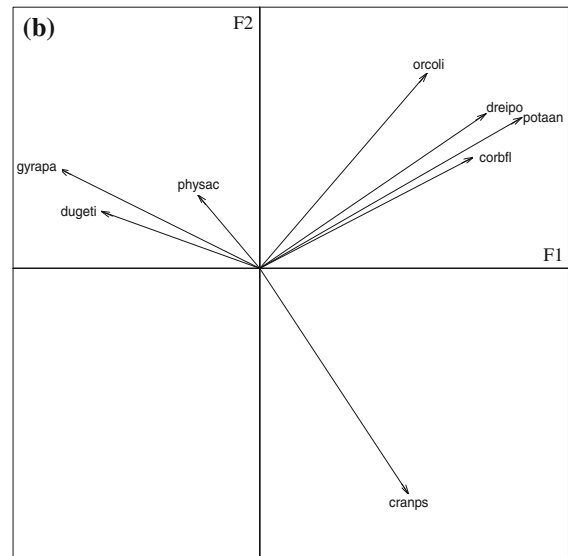 (b)
F2
orcoli
dreipo
potaan
corbfl
gyrapa
physac
dugeti
F1
cranps